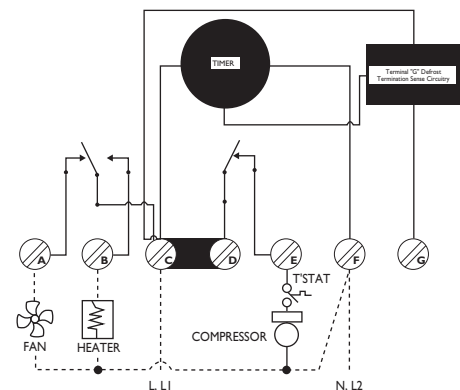 TIMER
Terminal "G" Defrost
Termination Sense Circuitry
A B C D E F G
T'STAT
COMPRESSOR
FAN HEATER
L. L1 N. L2